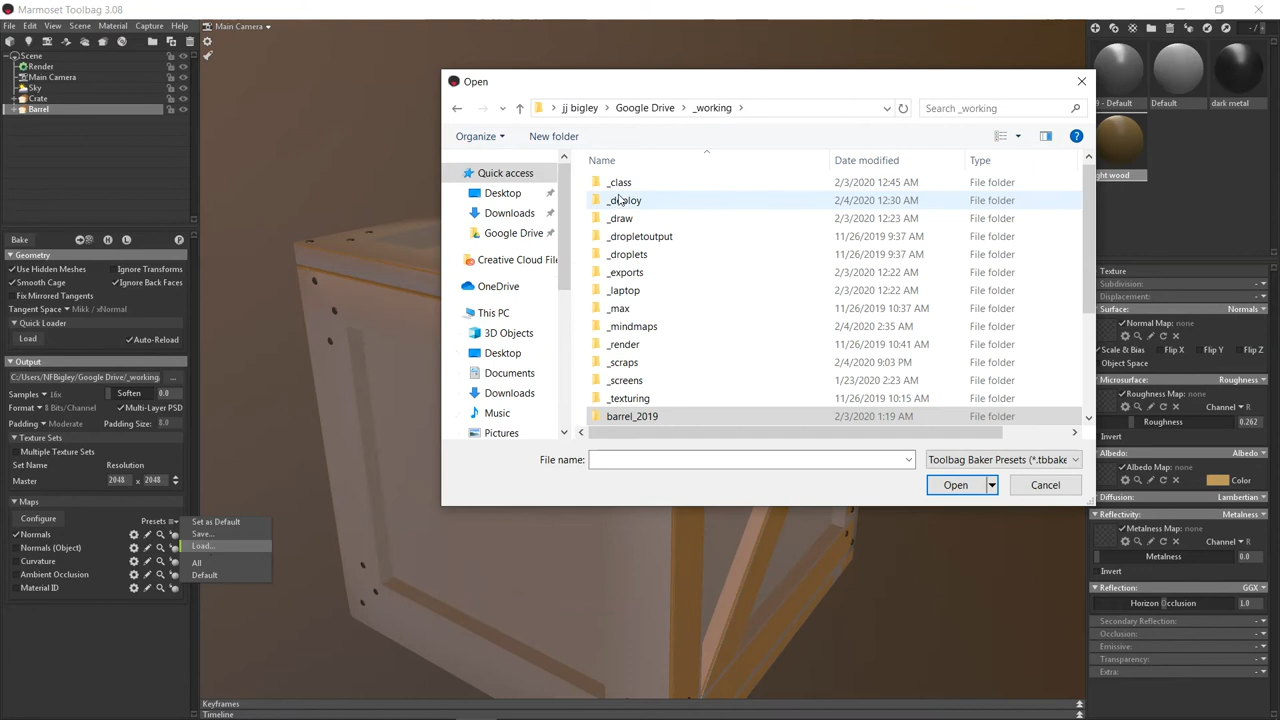 Marmoset Toolbag 3.08
File Edit View Scene Material Capture Help
Main Camera
- / -
Scene
Render
Main Camera
Sky
Crate
Barrel
9 - Default
Default
dark metal
ght wood
Open
jj bigley > Google Drive > _working >
Search _working
Organize
New folder
Quick access
Desktop
Downloads
Google Drive
Creative Cloud File
OneDrive
This PC
3D Objects
Desktop
Documents
Downloads
Music
Pictures
Name Date modified Type
_class 2/3/2020 12:45 AM File folder
_deploy 2/4/2020 12:30 AM File folder
_draw 2/3/2020 12:23 AM File folder
_dropletoutput 11/26/2019 9:37 AM File folder
_droplets 11/26/2019 9:37 AM File folder
_exports 2/3/2020 12:22 AM File folder
_laptop 2/3/2020 12:22 AM File folder
_max 11/26/2019 10:37 AM File folder
_mindmaps 2/4/2020 2:35 AM File folder
_render 11/26/2019 10:41 AM File folder
_scraps 2/4/2020 9:03 PM File folder
_screens 1/23/2020 2:23 AM File folder
_texturing 11/26/2019 10:15 AM File folder
barrel_2019 2/3/2020 1:19 AM File folder
File name:
Toolbag Baker Presets (*.tbbake
Open
Cancel
Bake H L P
Geometry
Use Hidden Meshes Ignore Transforms
Smooth Cage Ignore Back Faces
Fix Mirrored Tangents
Tangent Space Mikk / xNormal
Quick Loader
Load Auto-Reload
Output
C:/Users/NFBigley/Google Drive/_working, ...
Samples 16x Soften 0.0
Format 8 Bits/Channel Multi-Layer PSD
Padding Moderate Padding Size: 8.0
Texture Sets
Multiple Texture Sets
Set Name Resolution
Master 2048 x 2048
Maps
Configure Presets
Normals
Normals (Object)
Curvature
Ambient Occlusion
Material ID
Set as Default
Save...
Load...
All
Default
Texture
Subdivision:
Displacement:
Surface: Normals
Normal Map: none
Scale & Bias Flip X Flip Y Flip Z
Object Space
Microsurface: Roughness
Roughness Map: none
Channel R
Roughness 0.262
Invert
Albedo: Albedo
Albedo Map: none
Color
Diffusion: Lambertian
Reflectivity: Metalness
Metalness Map: none
Channel R
Metalness 0.0
Invert
Reflection: GGX
Horizon Occlusion 1.0
Secondary Reflection:
Occlusion:
Emissive:
Transparency:
Extra:
Keyframes
Timeline